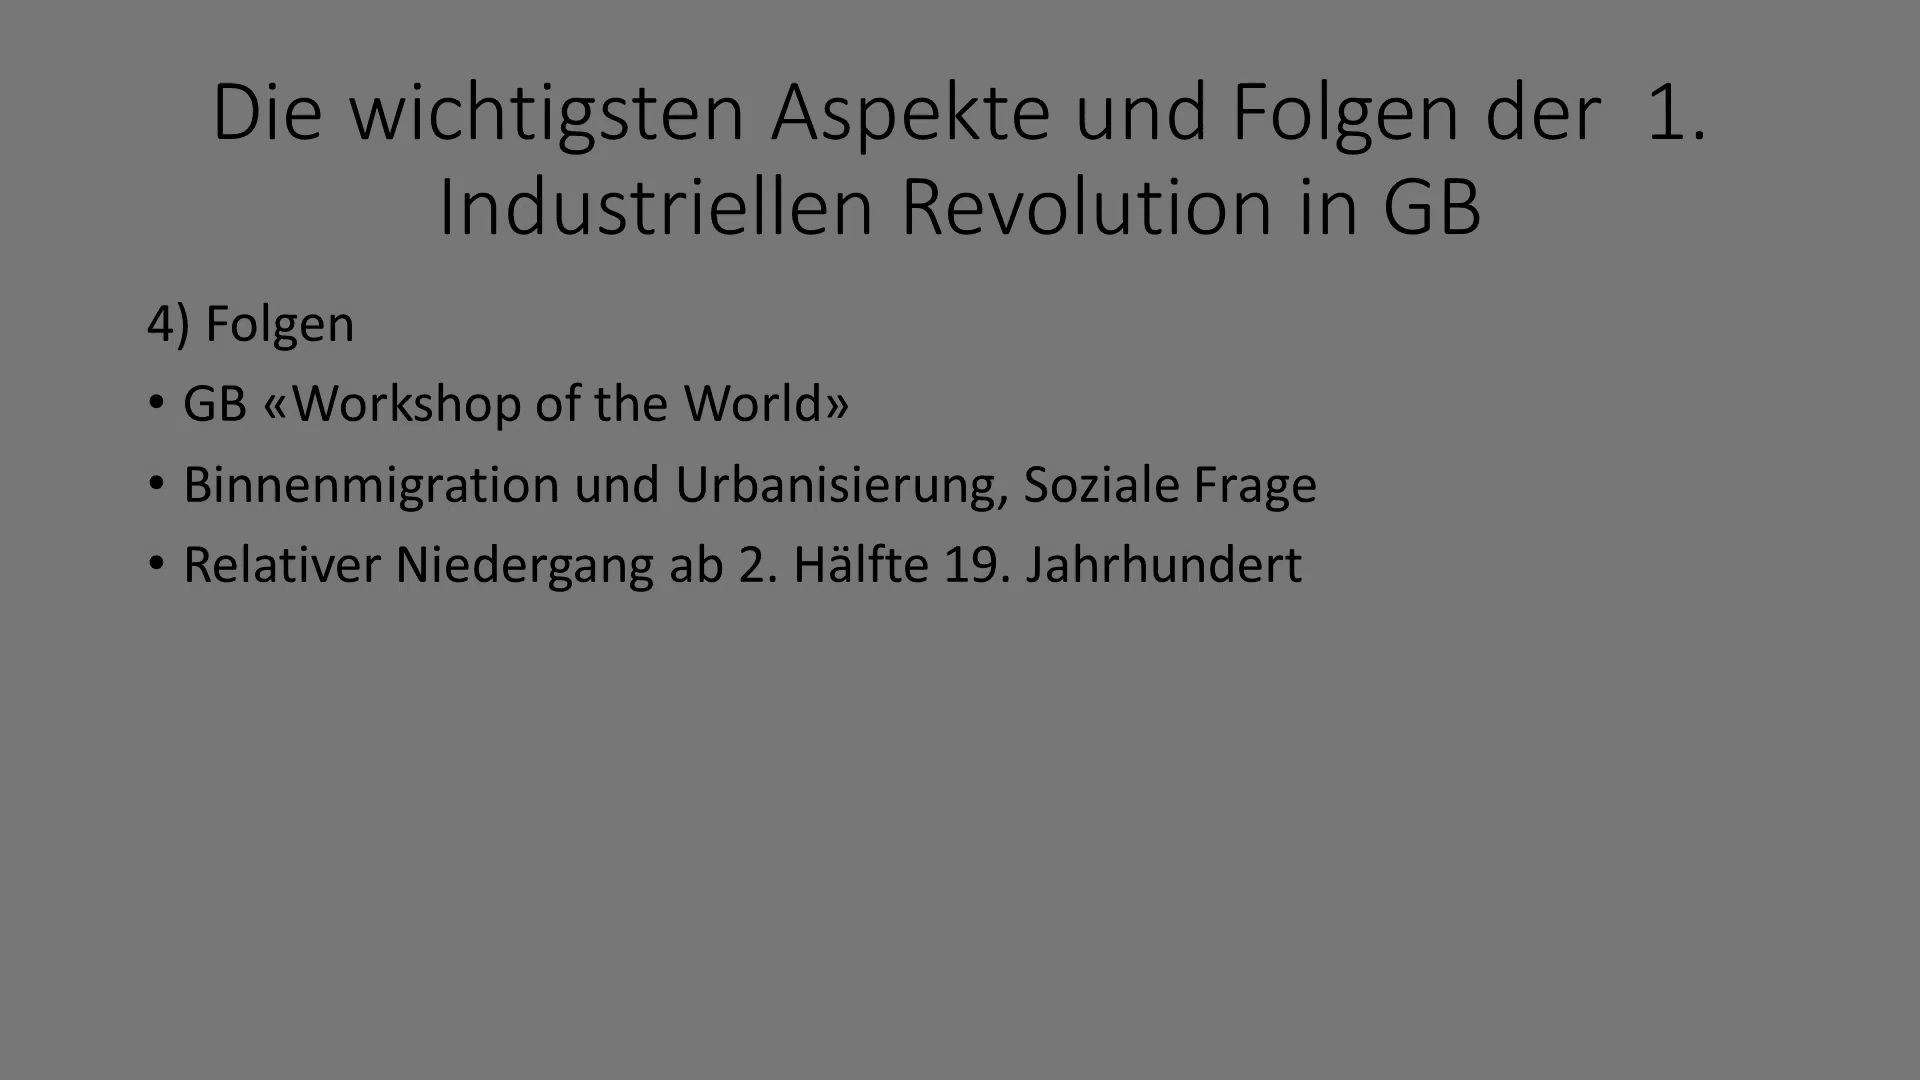 Die wichtigsten Aspekte und Folgen der 1.
Industriellen Revolution in GB
4) Folgen
• GB «Workshop of the World»
• Binnenmigration und Urbanisierung, Soziale Frage
• Relativer Niedergang ab 2. Hälfte 19. Jahrhundert